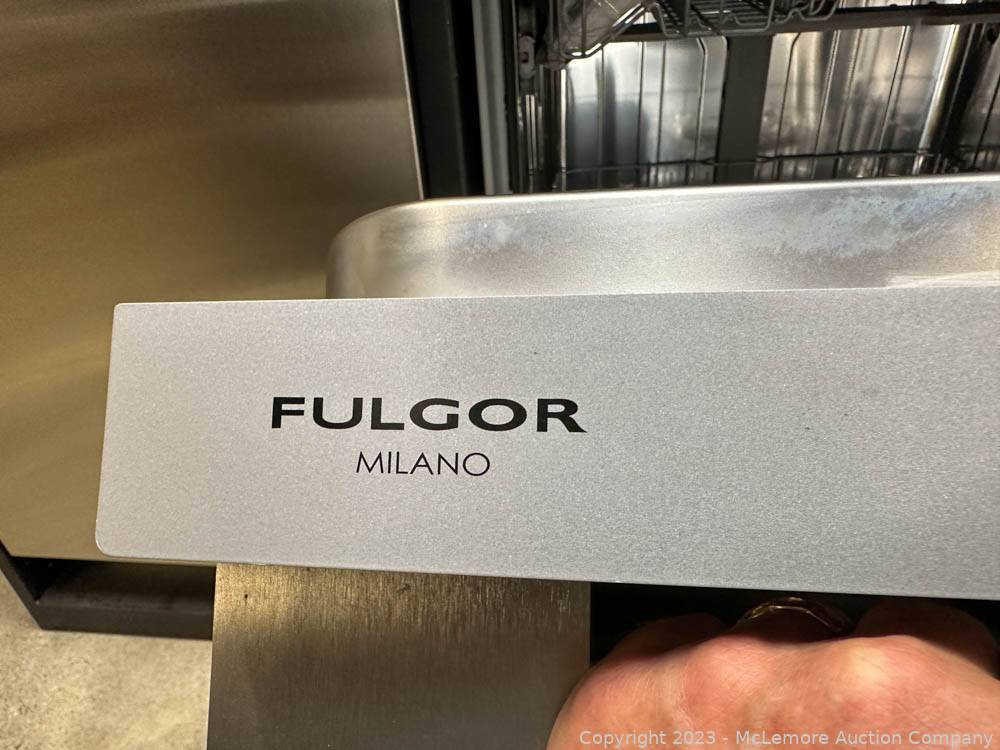 FULGOR
MILANO
Copyright 2023 - McLemore Auction Company